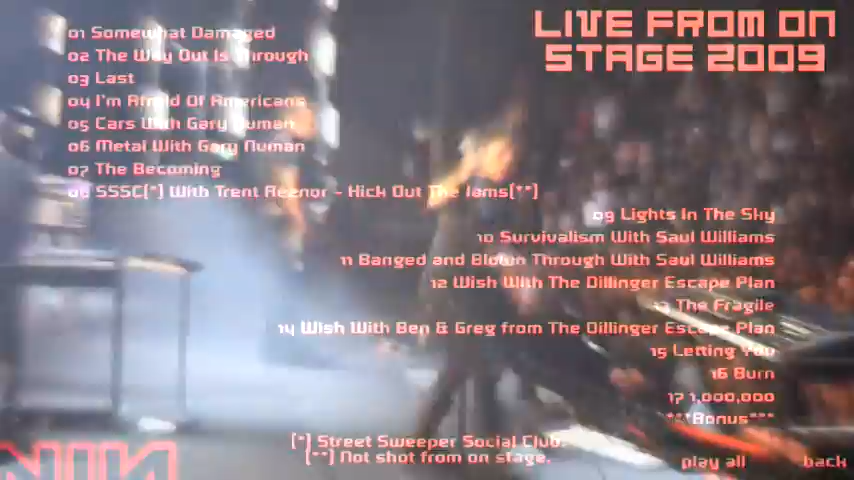 LIVE FROM ON
STAGE 2009
01 Somewhat Damaged
02 The Way Out Is Through
03 Last
04 I'm Afraid Of Americans
05 Cars With Gary Numan
06 Metal With Gary Numan
07 The Becoming
08 SSSC(*) With Trent Reznor - Kick Out The Jams(**)
09 Lights In The Sky
10 Survivalism With Saul Williams
11 Banged and Blown Through With Saul Williams
12 Wish With The Dillinger Escape Plan
13 The Fragile
14 Wish With Ben & Greg from The Dillinger Escape Plan
15 Letting You
16 Burn
17 1,000,000
***Bonus***
(*) Street Sweeper Social Club.
(**) Not shot from on stage.
play all back
NIN